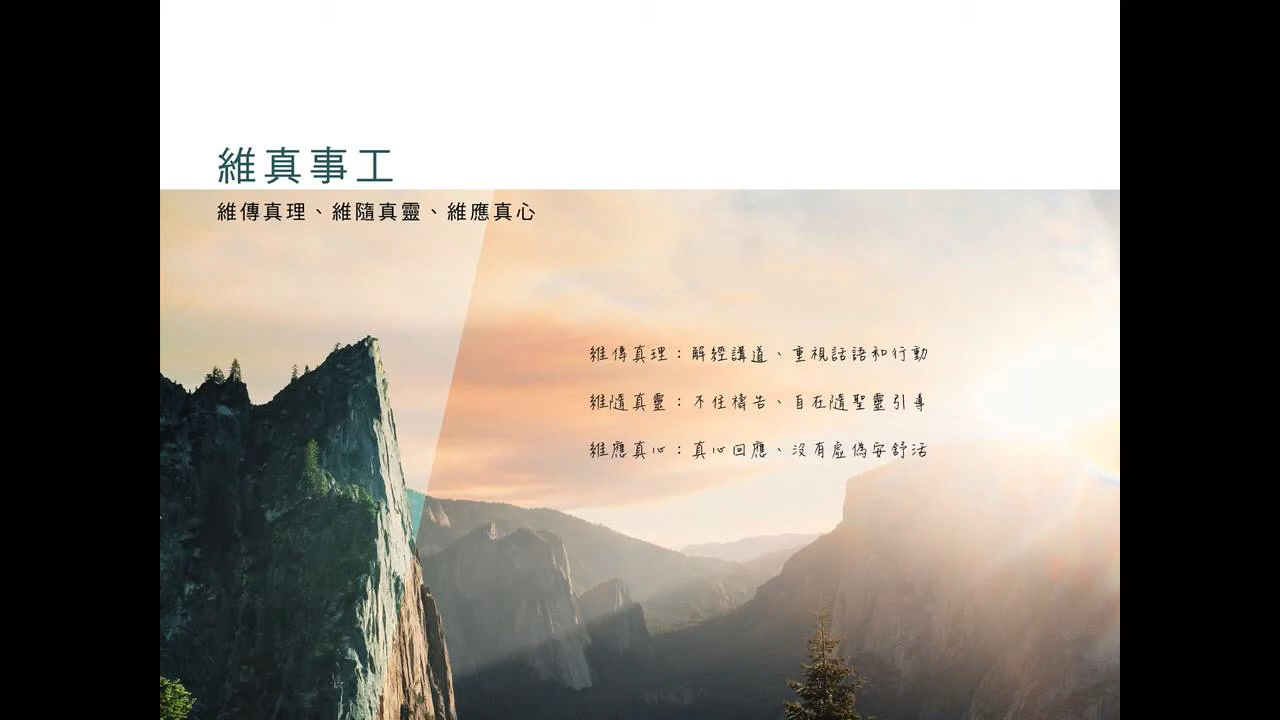 維真事工
維傳真理、維隨真靈、維應真心
維傳真理：解經講道、重視話語和行動
維隨真靈：不住禱告、自在隨聖靈引導
維應真心：真心回應、沒有虛偽安舒活